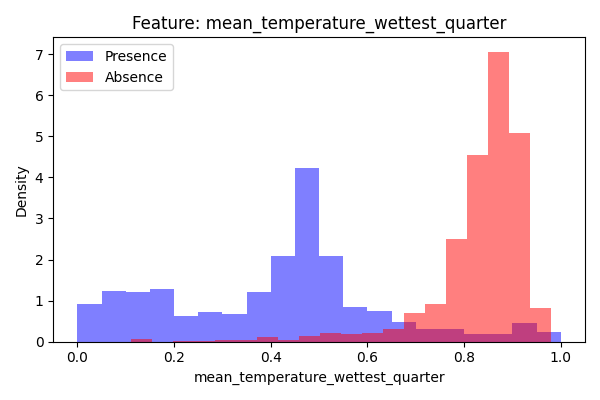 Feature: mean_temperature_wettest_quarter
Presence
Absence
Density
7
6
5
4
3
2
1
0
0.0 0.2 0.4 0.6 0.8 1.0
mean_temperature_wettest_quarter